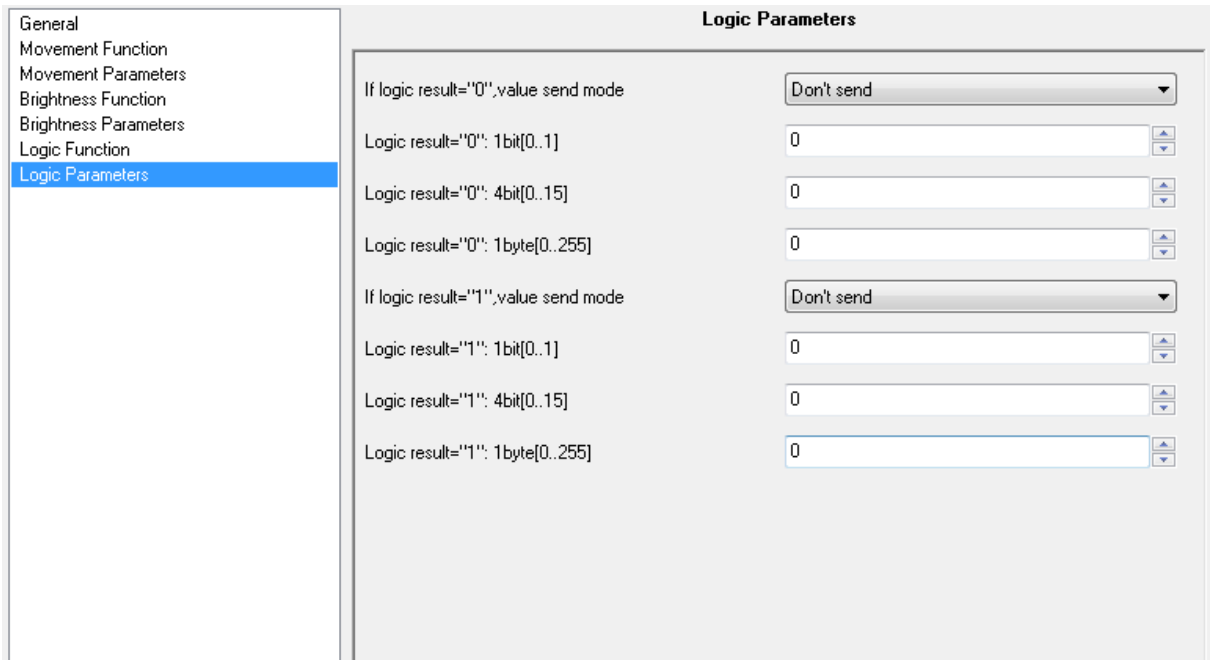 General
Movement Function
Movement Parameters
Brightness Function
Brightness Parameters
Logic Function
Logic Parameters
Logic Parameters
If logic result="0",value send mode Don't send
Logic result="0": 1bit[0..1] 0
Logic result="0": 4bit[0..15] 0
Logic result="0": 1byte[0..255] 0
If logic result="1",value send mode Don't send
Logic result="1": 1bit[0..1] 0
Logic result="1": 4bit[0..15] 0
Logic result="1": 1byte[0..255] 0